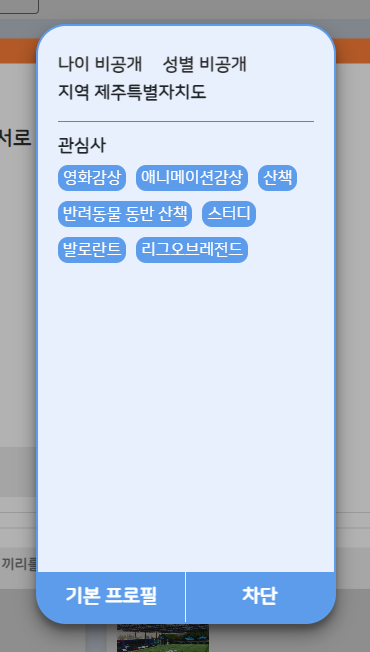 나이 비공개 성별 비공개
지역 제주특별자치도
서로
관심사
영화감상 애니메이션감상 산책
반려동물 동반 산책 스터디
발로란트 리그오브레전드
끼리를
기본 프로필 차단